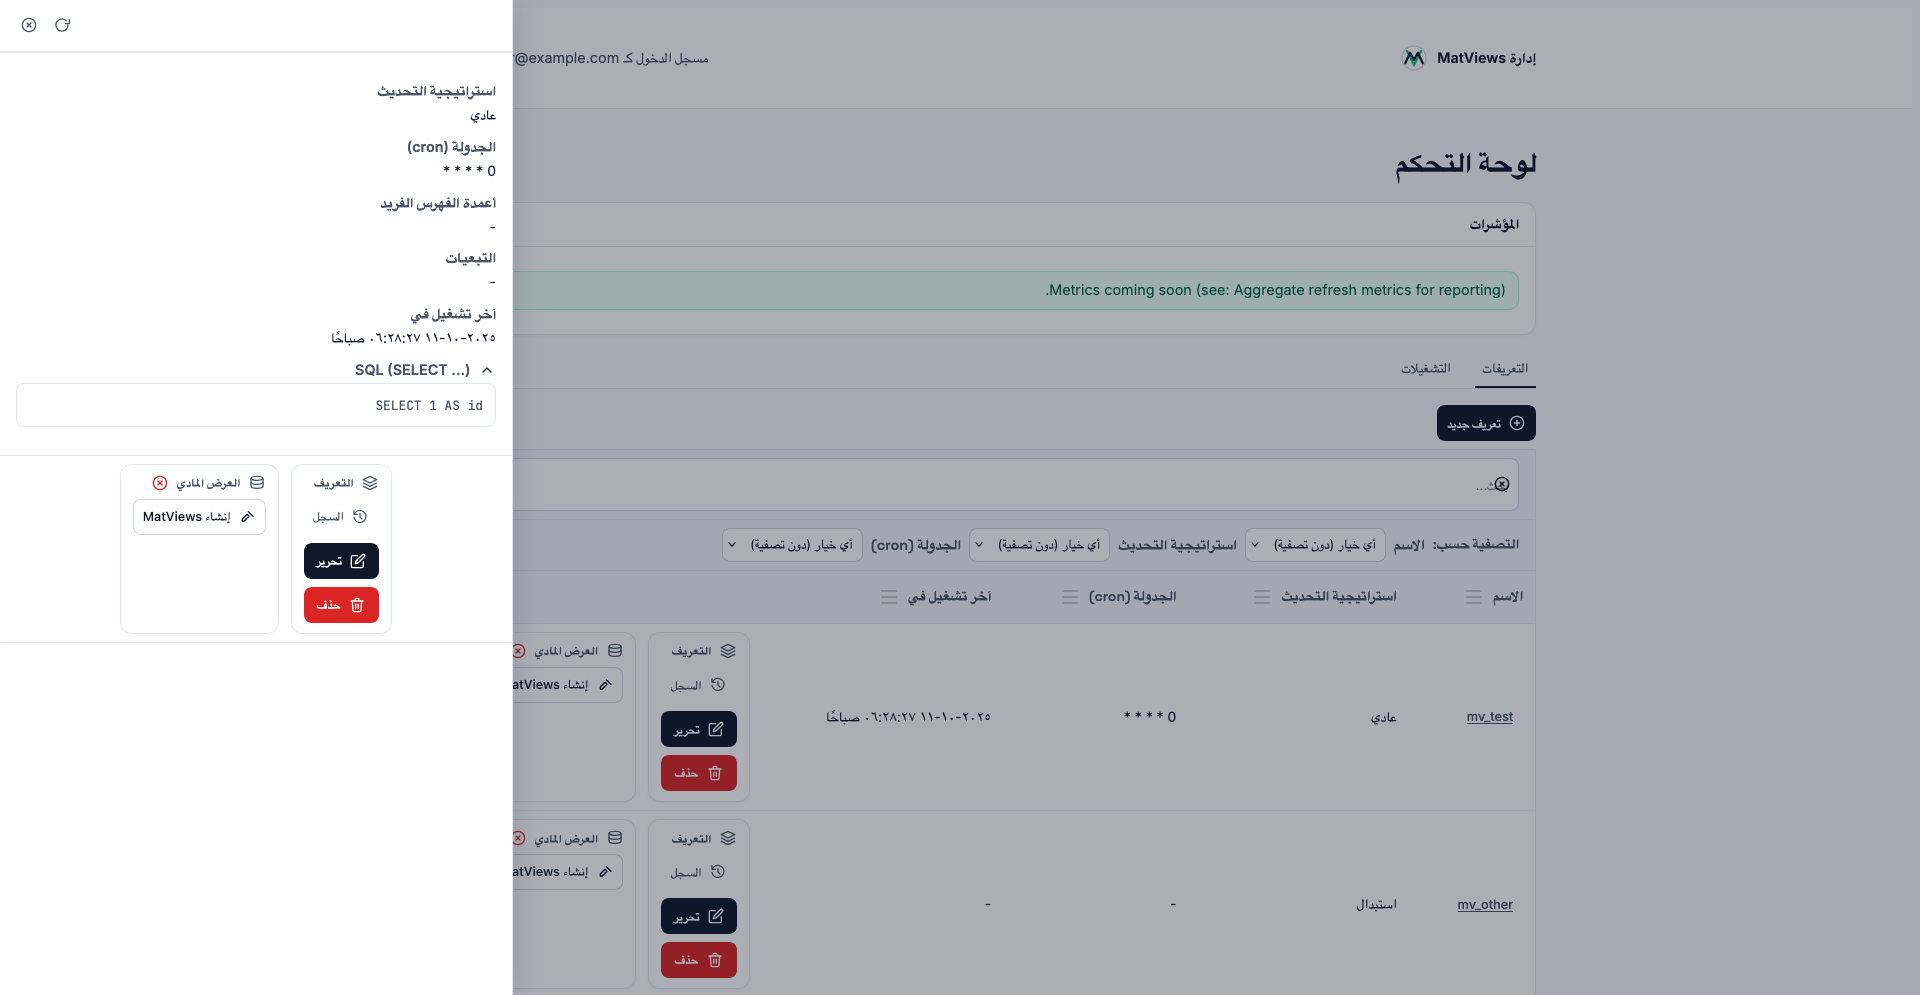 استراتيجية التحديث
عادي
الجدولة (cron)
0 * * * *
أعمدة الفهرس الفريد
-
التبعيات
-
آخر تشغيل في
٢٠٢٥-١٠-١١ ٠٦:٢٨:٢٧ صباحًا
SQL (SELECT ...)
SELECT 1 AS id
التعريف
السجل
تحرير
حذف
العرض المادي
إنشاء MatViews
إدارة MatViews
مسجل الدخول كـ r@example.com
لوحة التحكم
المؤشرات
Metrics coming soon (see: Aggregate refresh metrics for reporting).
التعريفات
التشغيلات
تعريف جديد
التصفية حسب: الاسم أي خيار (دون تصفية) استراتيجية التحديث أي خيار (دون تصفية) الجدولة (cron) أي خيار (دون تصفية)
الاسم استراتيجية التحديث الجدولة (cron) آخر تشغيل في
mv_test عادي 0 * * * * ٢٠٢٥-١٠-١١ ٠٦:٢٨:٢٧ صباحًا
التعريف
السجل
تحرير
حذف
العرض المادي
إنشاء atViews
mv_other استبدال - -
التعريف
السجل
تحرير
حذف
العرض المادي
إنشاء atViews